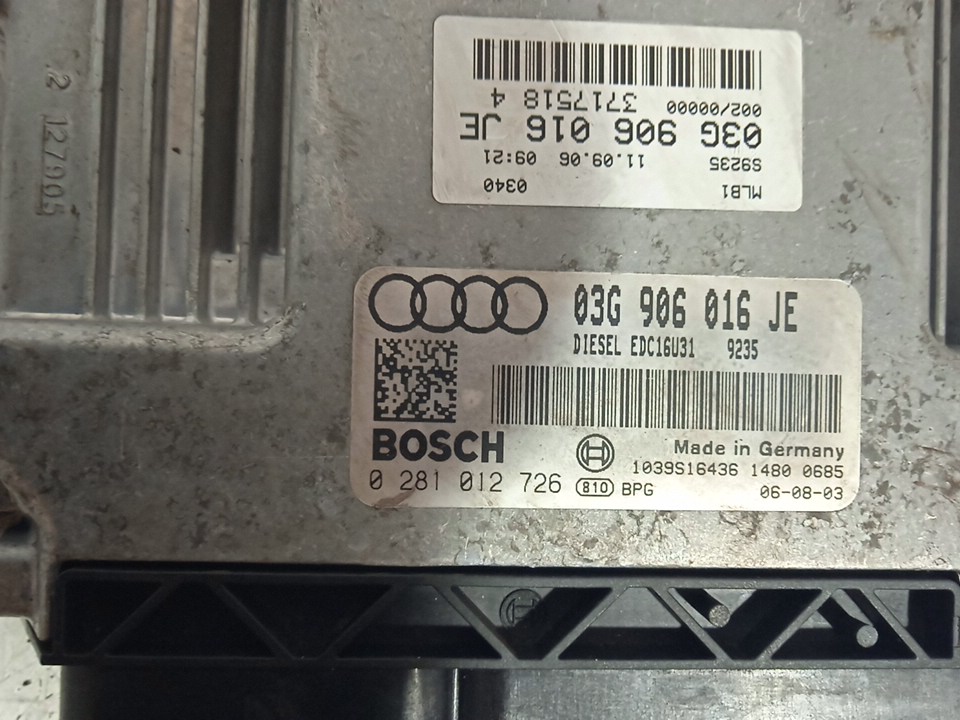 2 127905
MLB1 0340
S9235 11.09.06 09:21
03G 906 016 JE
002/00000 3717518 4
03G 906 016 JE
DIESEL EDC16U31 9235
BOSCH
Made in Germany
1039S16436 1480 0685
0 281 012 726 810 BPG 06-08-03